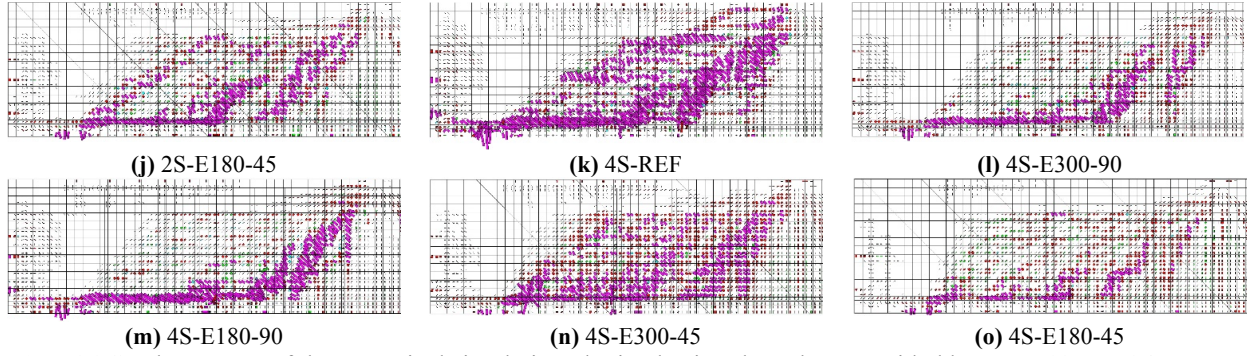 (j) 2S-E180-45
(k) 4S-REF
(l) 4S-E300-90
(m) 4S-E180-90
(n) 4S-E300-45
(o) 4S-E180-45